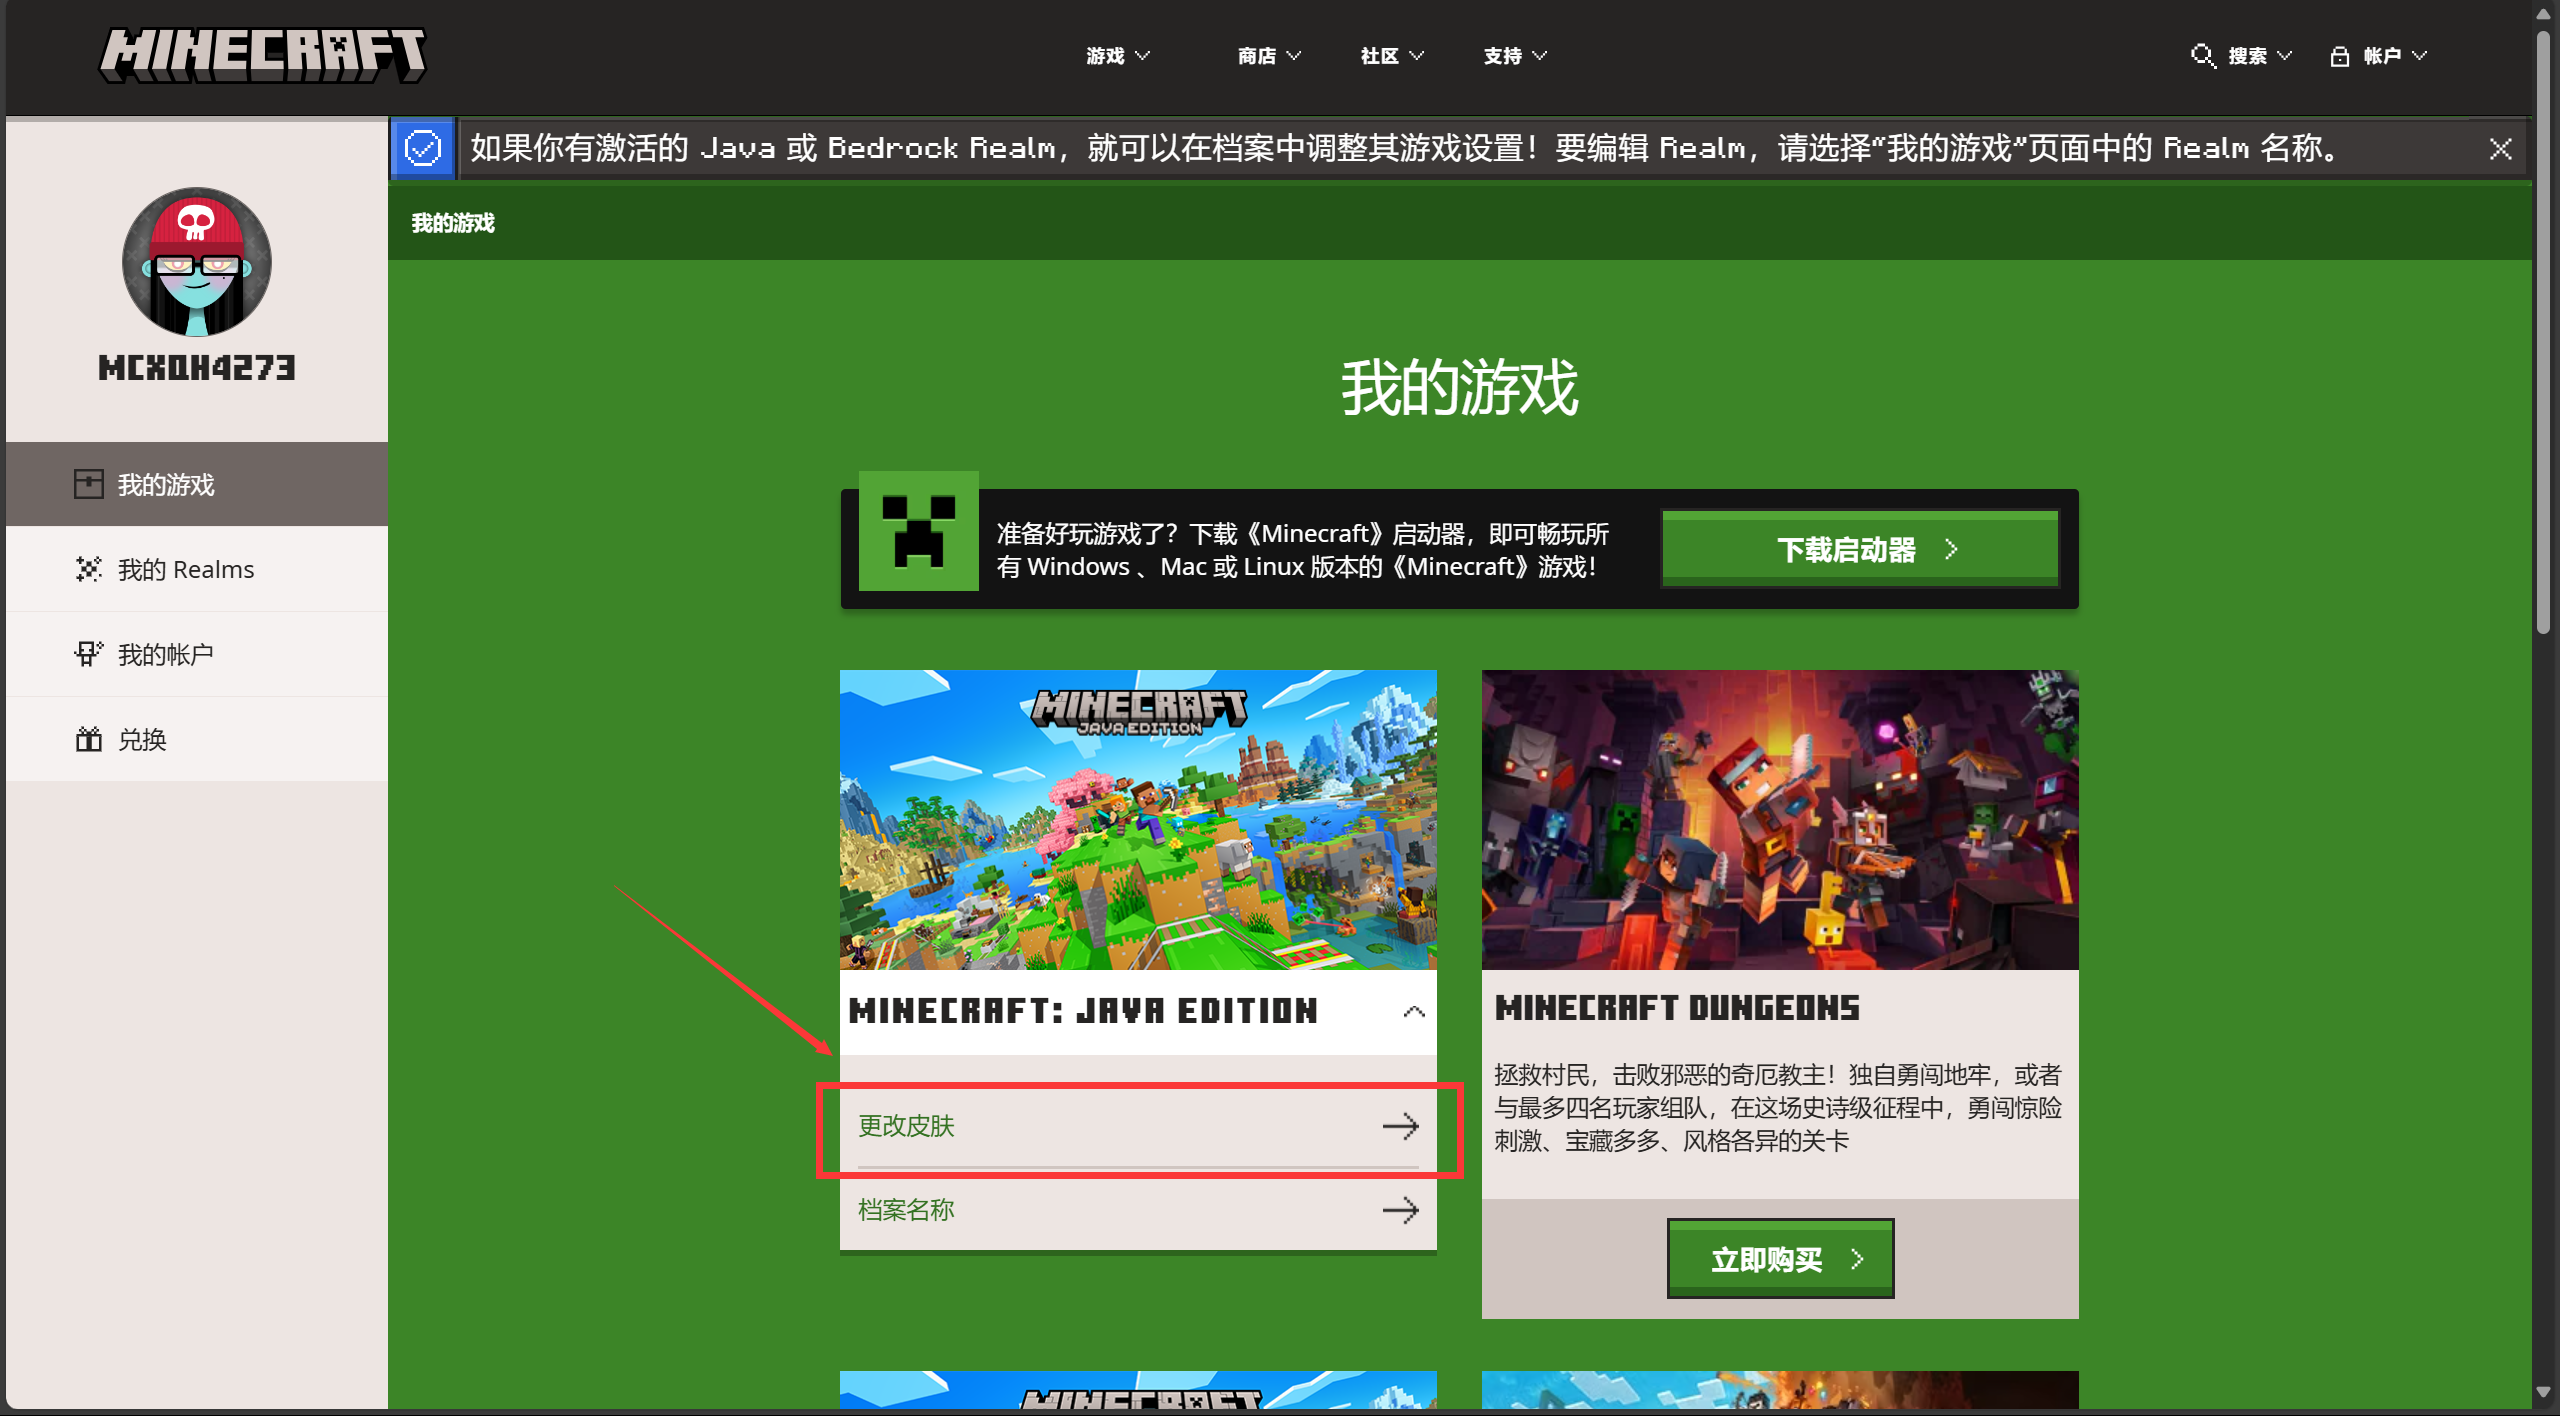 MINECRAFT
游戏
商店
社区
支持
搜索
帐户
如果你有激活的 Java 或 Bedrock Realm，就可以在档案中调整其游戏设置！要编辑 Realm，请选择“我的游戏”页面中的 Realm 名称。
MCXQH4273
我的游戏
我的 Realms
我的帐户
兑换
我的游戏
我的游戏
准备好玩游戏了？下载《Minecraft》启动器，即可畅玩所
有 Windows 、Mac 或 Linux 版本的《Minecraft》游戏！
下载启动器
MINECRAFT
JAVA EDITION
MINECRAFT: JAVA EDITION
更改皮肤
档案名称
MINECRAFT DUNGEONS
拯救村民，击败邪恶的奇厄教主！独自勇闯地牢，或者
与最多四名玩家组队，在这场史诗级征程中，勇闯惊险
刺激、宝藏多多、风格各异的关卡
立即购买
MINECRAFT